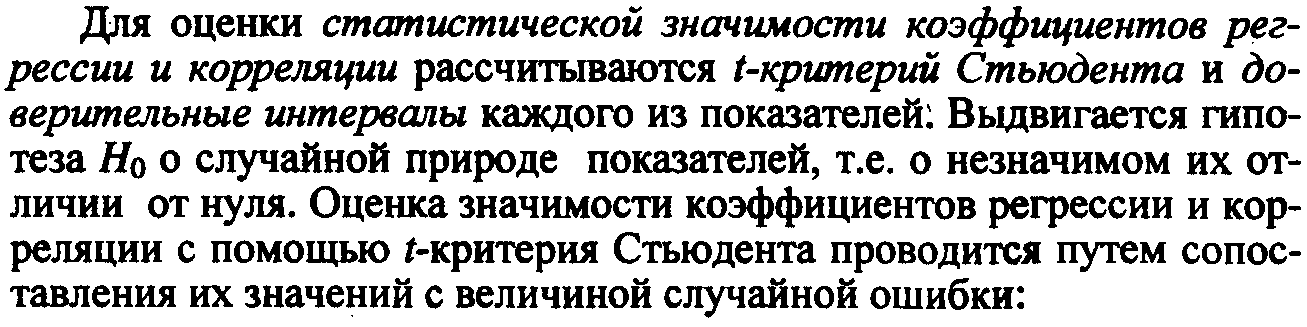 Для оценки статистической значимости коэффициентов рег-
рессии и корреляции рассчитываются t-критерий Стьюдента и до-
верительные интервалы каждого из показателей. Выдвигается гипо-
теза H₀ о случайной природе показателей, т.е. о незначимом их от-
личии от нуля. Оценка значимости коэффициентов регрессии и кор-
реляции с помощью t-критерия Стьюдента проводится путем сопос-
тавления их значений с величиной случайной ошибки: